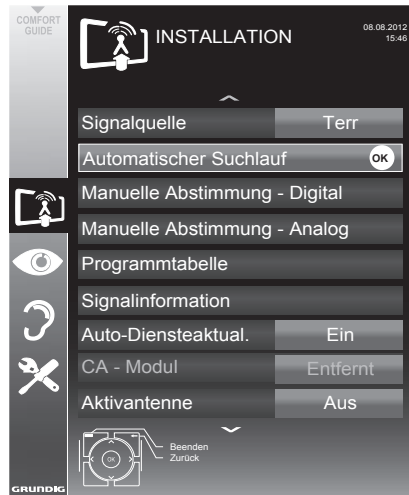 COMFORT
GUIDE
INSTALLATION
08.08.2012
15:46
Signalquelle Terr
Automatischer Suchlauf OK
Manuelle Abstimmung - Digital
Manuelle Abstimmung - Analog
Programmtabelle
Signalinformation
Auto-Diensteaktual. Ein
CA - Modul Entfernt
Aktivantenne Aus
Beenden
Zurück
OK
GRUNDIG